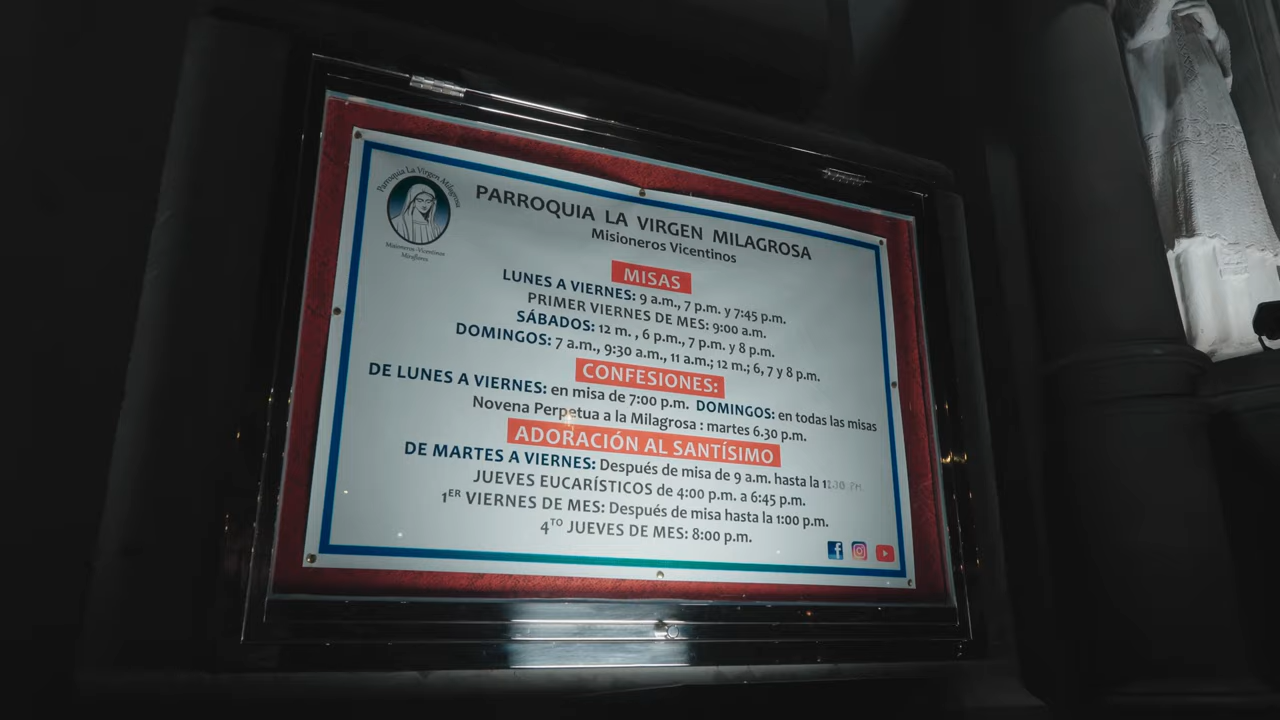 Parroquia La Virgen Milagrosa
Misioneros - Vicentinos
Miraflores
PARROQUIA LA VIRGEN MILAGROSA
Misioneros Vicentinos
MISAS
LUNES A VIERNES: 9 a.m., 7 p.m. y 7:45 p.m.
PRIMER VIERNES DE MES: 9:00 a.m.
SÁBADOS: 12 m. , 6 p.m., 7 p.m. y 8 p.m.
DOMINGOS: 7 a.m., 9:30 a.m., 11 a.m.; 12 m.; 6, 7 y 8 p.m.
CONFESIONES:
DE LUNES A VIERNES: en misa de 7:00 p.m. DOMINGOS: en todas las misas
Novena Perpetua a la Milagrosa : martes 6.30 p.m.
ADORACIÓN AL SANTÍSIMO
DE MARTES A VIERNES: Después de misa de 9 a.m. hasta la
JUEVES EUCARÍSTICOS de 4:00 p.m. a 6:45 p.m.
1ER VIERNES DE MES: Después de misa hasta la 1:00 p.m.
4TO JUEVES DE MES: 8:00 p.m.